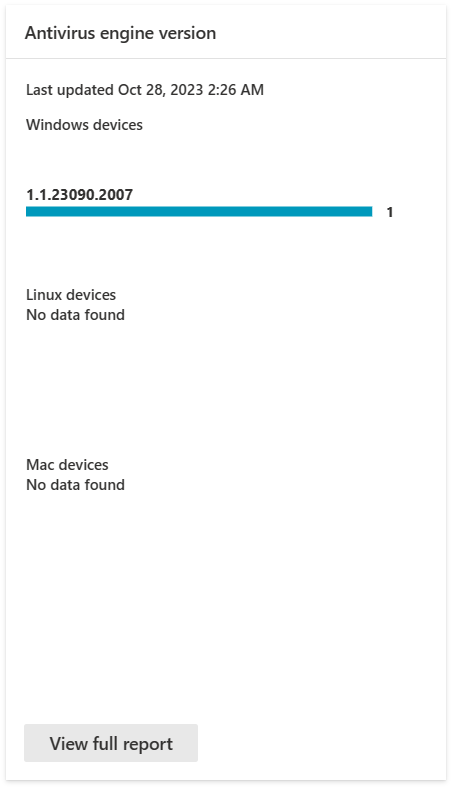 Antivirus engine version
Last updated Oct 28, 2023 2:26 AM
Windows devices
1.1.23090.2007
1
Linux devices
No data found
Mac devices
No data found
View full report